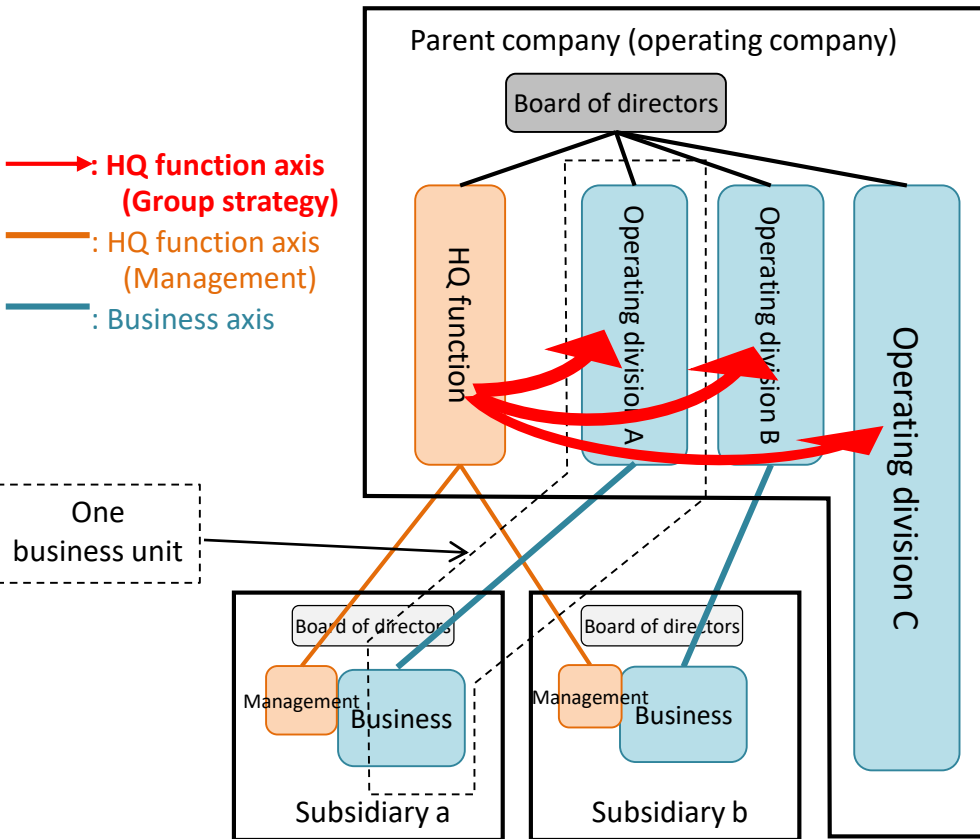 Parent company (operating company)
Board of directors
: HQ function axis
(Group strategy)
: HQ function axis
(Management)
: Business axis
HQ function
Operating division A
Operating division B
Operating division C
One
business unit
Board of directors
Management
Business
Subsidiary a
Board of directors
Management
Business
Subsidiary b